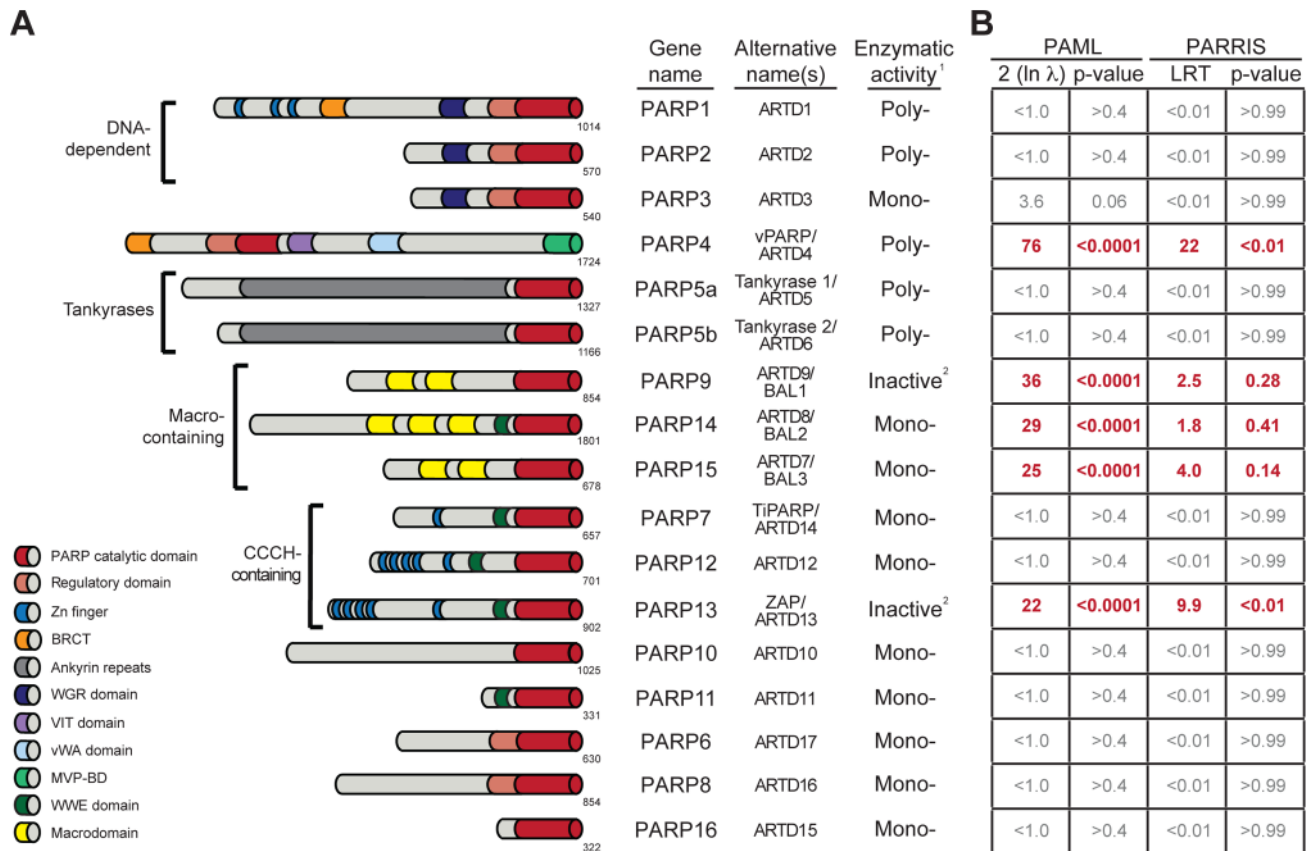 A
B
Gene name
Alternative name(s)
Enzymatic activity1
PAML
PARRIS
2 (ln λ) p-value LRT p-value
DNA-dependent
1014 PARP1 ARTD1 Poly- <1.0 >0.4 <0.01 >0.99
570 PARP2 ARTD2 Poly- <1.0 >0.4 <0.01 >0.99
540 PARP3 ARTD3 Mono- 3.6 0.06 <0.01 >0.99
1724 PARP4 vPARP/ARTD4 Poly- 76 <0.0001 22 <0.01
Tankyrases
1327 PARP5a Tankyrase 1/ARTD5 Poly- <1.0 >0.4 <0.01 >0.99
1166 PARP5b Tankyrase 2/ARTD6 Poly- <1.0 >0.4 <0.01 >0.99
Macro-containing
854 PARP9 ARTD9/BAL1 Inactive2 36 <0.0001 2.5 0.28
1801 PARP14 ARTD8/BAL2 Mono- 29 <0.0001 1.8 0.41
678 PARP15 ARTD7/BAL3 Mono- 25 <0.0001 4.0 0.14
CCCH-containing
657 PARP7 TiPARP/ARTD14 Mono- <1.0 >0.4 <0.01 >0.99
701 PARP12 ARTD12 Mono- <1.0 >0.4 <0.01 >0.99
902 PARP13 ZAP/ARTD13 Inactive2 22 <0.0001 9.9 <0.01
1025 PARP10 ARTD10 Mono- <1.0 >0.4 <0.01 >0.99
331 PARP11 ARTD11 Mono- <1.0 >0.4 <0.01 >0.99
630 PARP6 ARTD17 Mono- <1.0 >0.4 <0.01 >0.99
854 PARP8 ARTD16 Mono- <1.0 >0.4 <0.01 >0.99
322 PARP16 ARTD15 Mono- <1.0 >0.4 <0.01 >0.99
PARP catalytic domain
Regulatory domain
Zn finger
BRCT
Ankyrin repeats
WGR domain
VIT domain
vWA domain
MVP-BD
WWE domain
Macrodomain